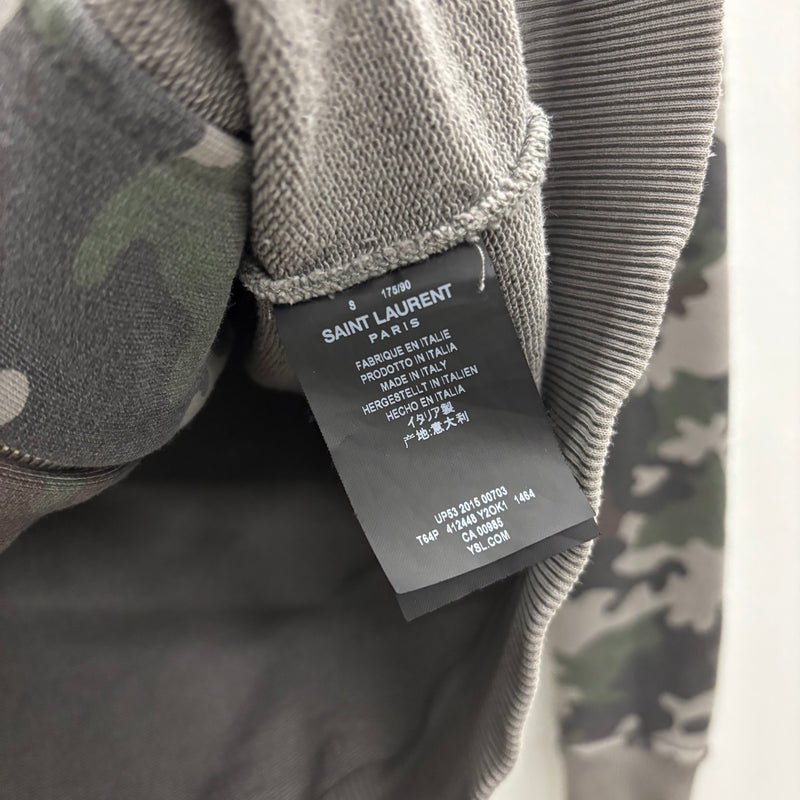 S 175/90
SAINT LAURENT
PARIS
FABRIQUE EN ITALIE
PRODOTTO IN ITALIA
MADE IN ITALY
HERGESTELLT IN ITALIEN
HECHO EN ITALIA
イタリア製
产地:意大利
UP53 2015 00703
T64P 412448 Y2OK1 1464
CA 00985
YSL.COM